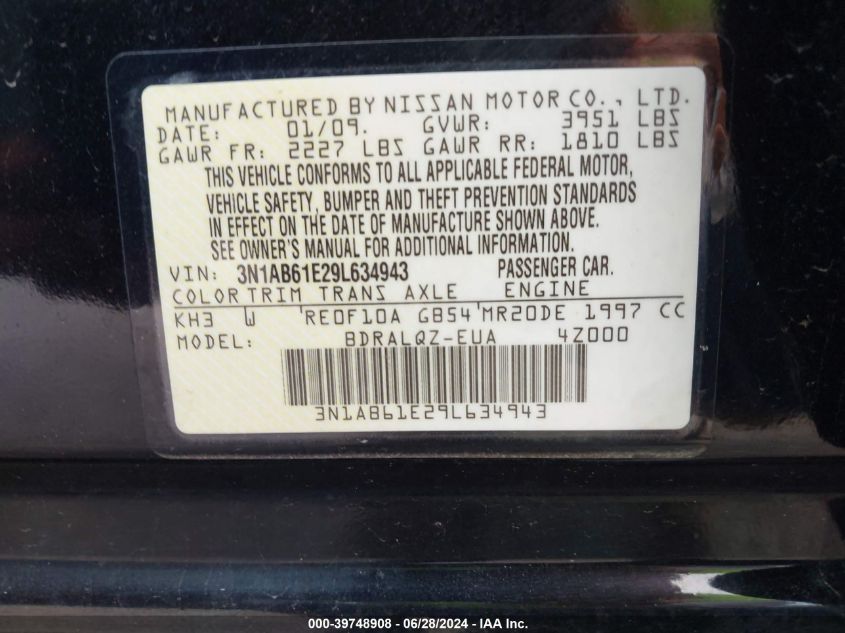 MANUFACTURED BY NISSAN MOTOR CO., LTD.
DATE: 01/09. GVWR: 3951 LBS
GAWR FR: 2227 LBS GAWR RR: 1810 LBS
THIS VEHICLE CONFORMS TO ALL APPLICABLE FEDERAL MOTOR,
VEHICLE SAFETY, BUMPER AND THEFT PREVENTION STANDARDS
IN EFFECT ON THE DATE OF MANUFACTURE SHOWN ABOVE.
SEE OWNER'S MANUAL FOR ADDITIONAL INFORMATION.
VIN: 3N1AB61E29L634943 PASSENGER CAR.
COLOR TRIM TRANS AXLE ENGINE
KH3 W RE0F10A GB54 MR20DE 1997 CC
MODEL: BDRALQZ-EUA 4Z000
3N1AB61E29L634943
000-39748908 - 06/28/2024 - IAA Inc.